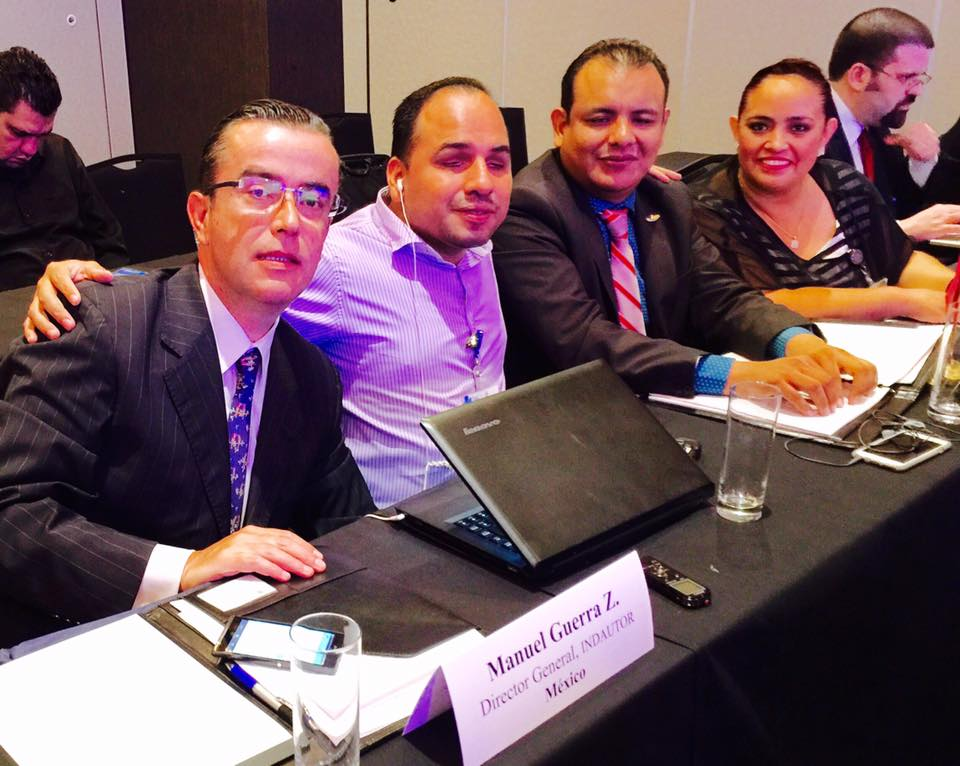 lenovo
Manuel Guerra Z.
Director General, INDAUTOR
México